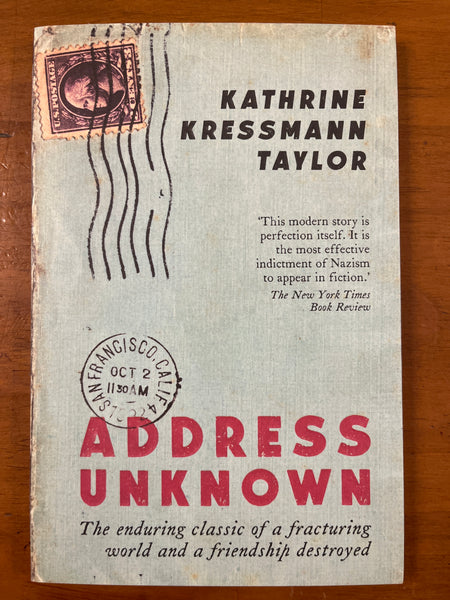 U.S. POSTAGE
KATHRINE
KRESSMANN
TAYLOR
'This modern story is
perfection itself. It is
the most effective
indictment of Nazism
to appear in fiction.'
The New York Times
Book Review
SAN FRANCISCO, CALIF
OCT 2
11 30 AM
ADDRESS
UNKNOWN
The enduring classic of a fracturing
world and a friendship destroyed